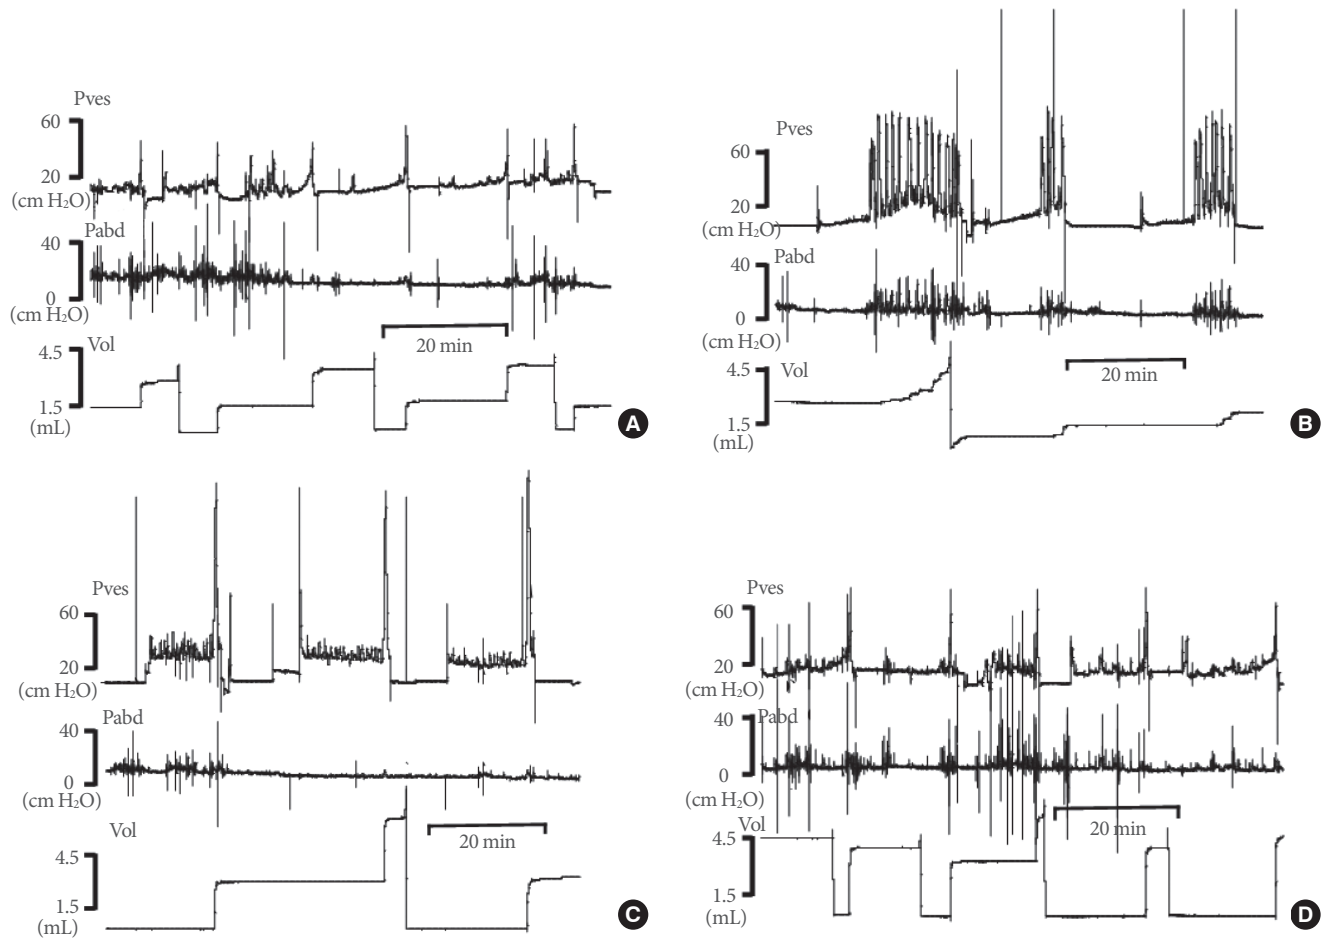 Pves
60
20
(cm H₂O)
Pabd
40
0
(cm H₂O)
20 min
Vol
4.5
1.5
(mL)
A
Pves
60
20
(cm H₂O)
Pabd
40
0
(cm H₂O)
20 min
Vol
4.5
1.5
(mL)
B
Pves
60
20
(cm H₂O)
Pabd
40
0
(cm H₂O)
20 min
Vol
4.5
1.5
(mL)
C
Pves
60
20
(cm H₂O)
Pabd
40
0
(cm H₂O)
20 min
Vol
4.5
1.5
(mL)
D